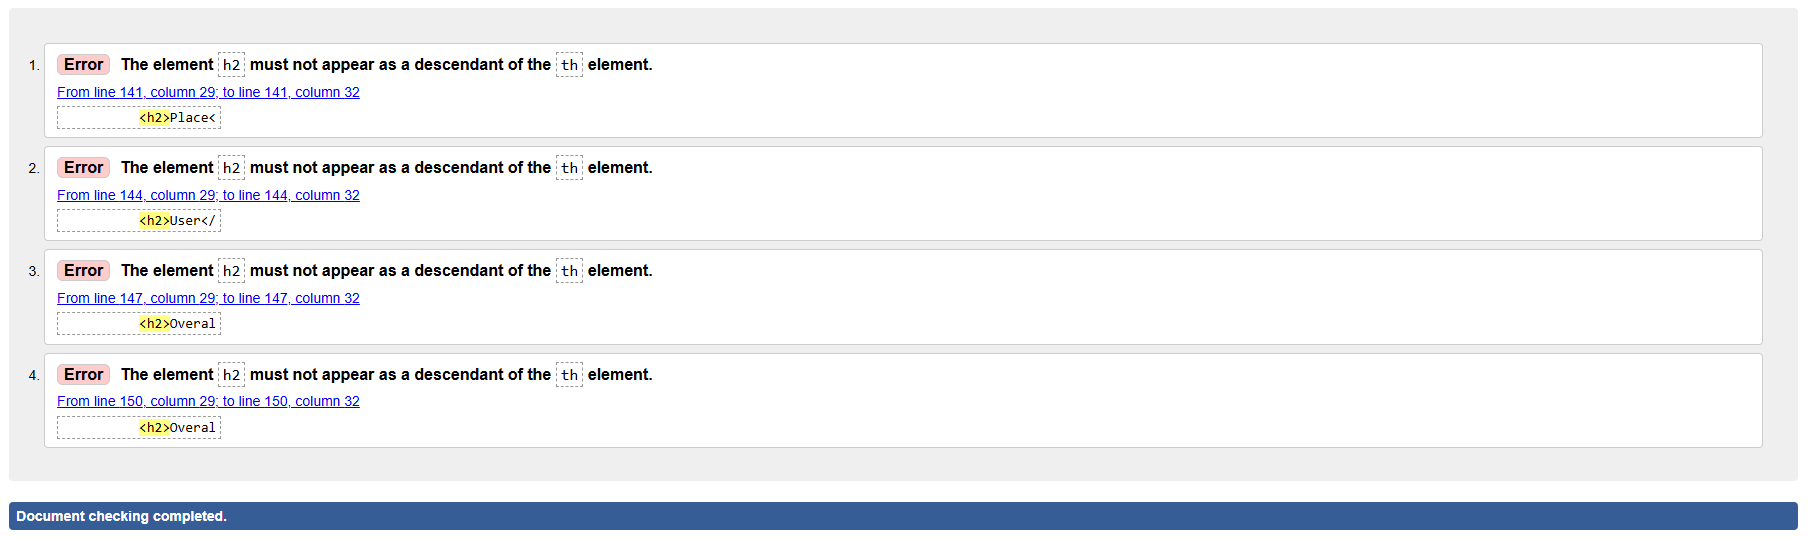 1. Error The element h2 must not appear as a descendant of the th element.
From line 141, column 29; to line 141, column 32
<h2>Place<
2. Error The element h2 must not appear as a descendant of the th element.
From line 144, column 29; to line 144, column 32
<h2>User</
3. Error The element h2 must not appear as a descendant of the th element.
From line 147, column 29; to line 147, column 32
<h2>Overal
4. Error The element h2 must not appear as a descendant of the th element.
From line 150, column 29; to line 150, column 32
<h2>Overal
Document checking completed.